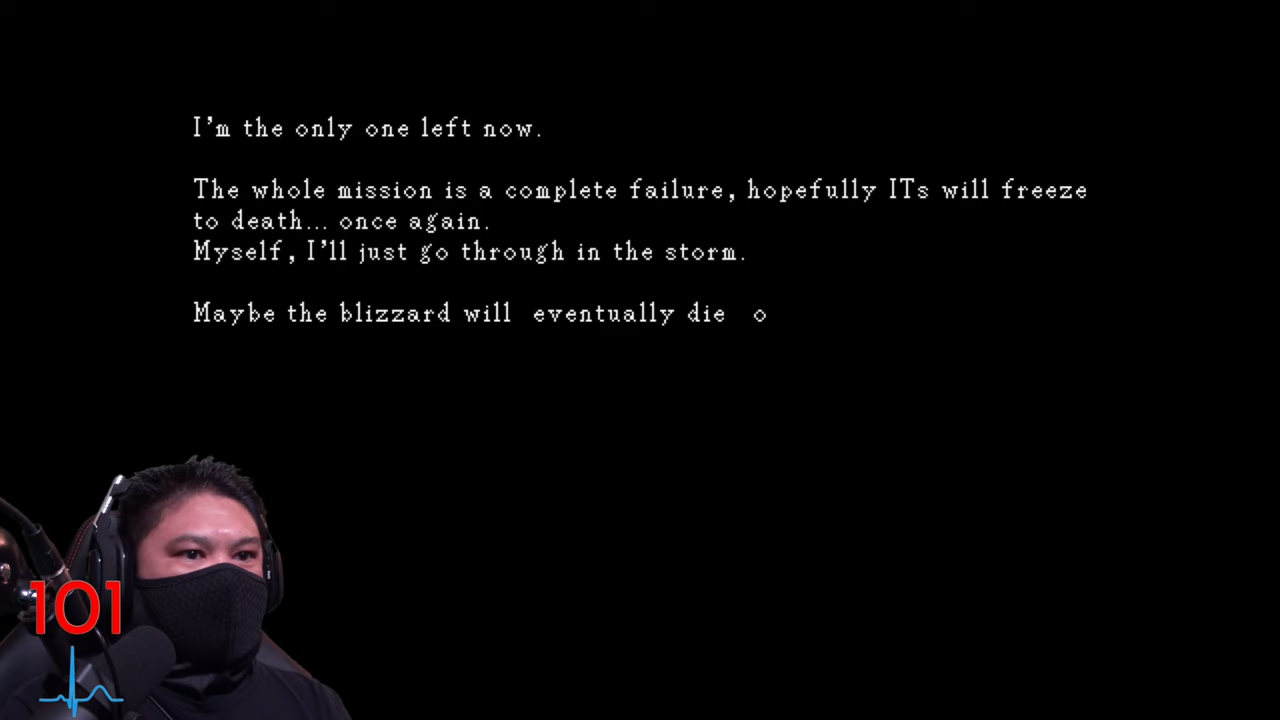 I'm the only one left now.
The whole mission is a complete failure, hopefully ITs will freeze
to death... once again.
Myself, I'll just go through in the storm.
Maybe the blizzard will eventually die o
101